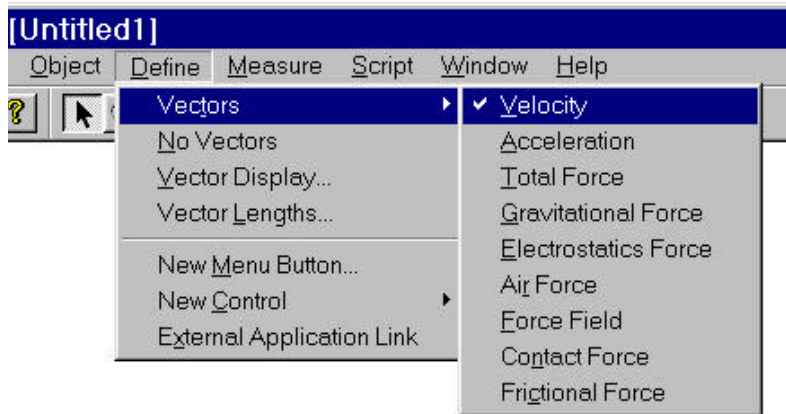 [Untitled1]
Object Define Measure Script Window Help
?
Vectors
No Vectors
Vector Display...
Vector Lengths...
New Menu Button...
New Control
External Application Link
Velocity
Acceleration
Total Force
Gravitational Force
Electrostatics Force
Air Force
Force Field
Contact Force
Frictional Force